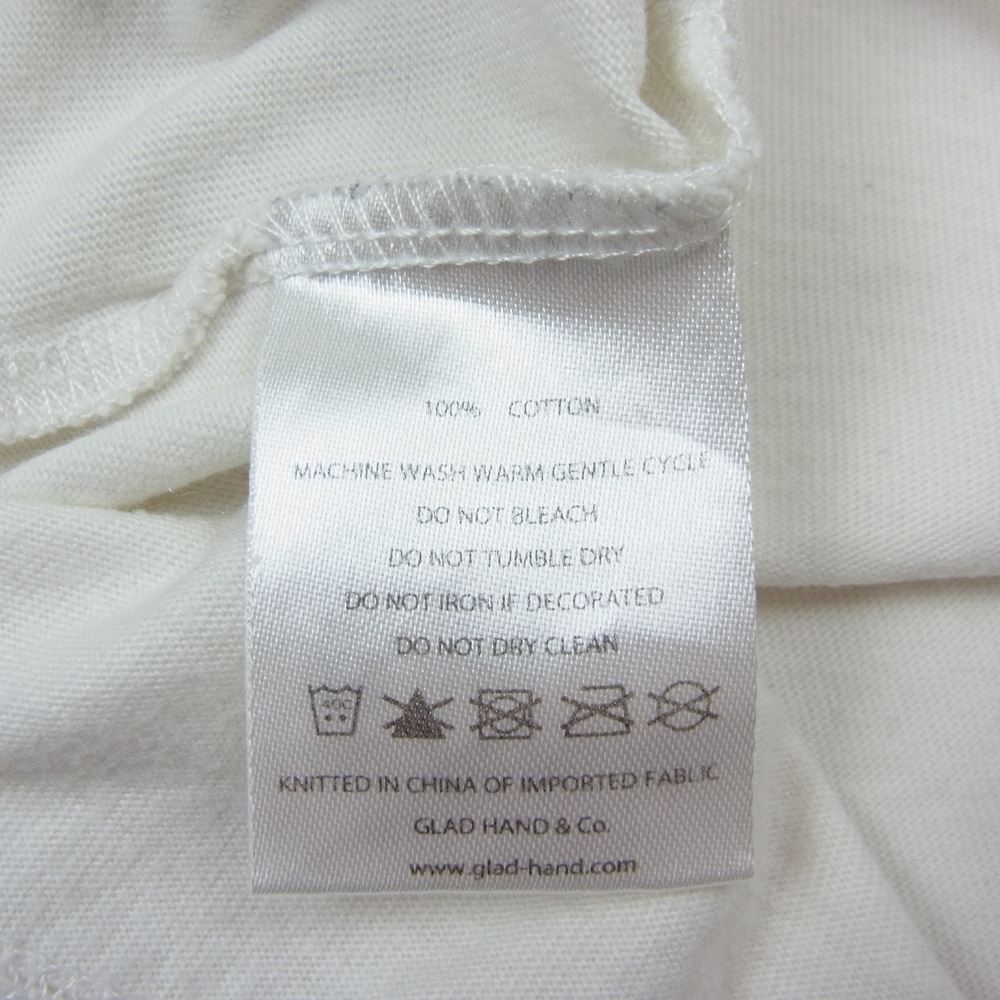 100% COTTON
MACHINE WASH WARM GENTLE CYCLE
DO NOT BLEACH
DO NOT TUMBLE DRY
DO NOT IRON IF DECORATED
DO NOT DRY CLEAN
40C
KNITTED IN CHINA OF IMPORTED FABLIC
GLAD HAND & Co.
www.glad-hand.com